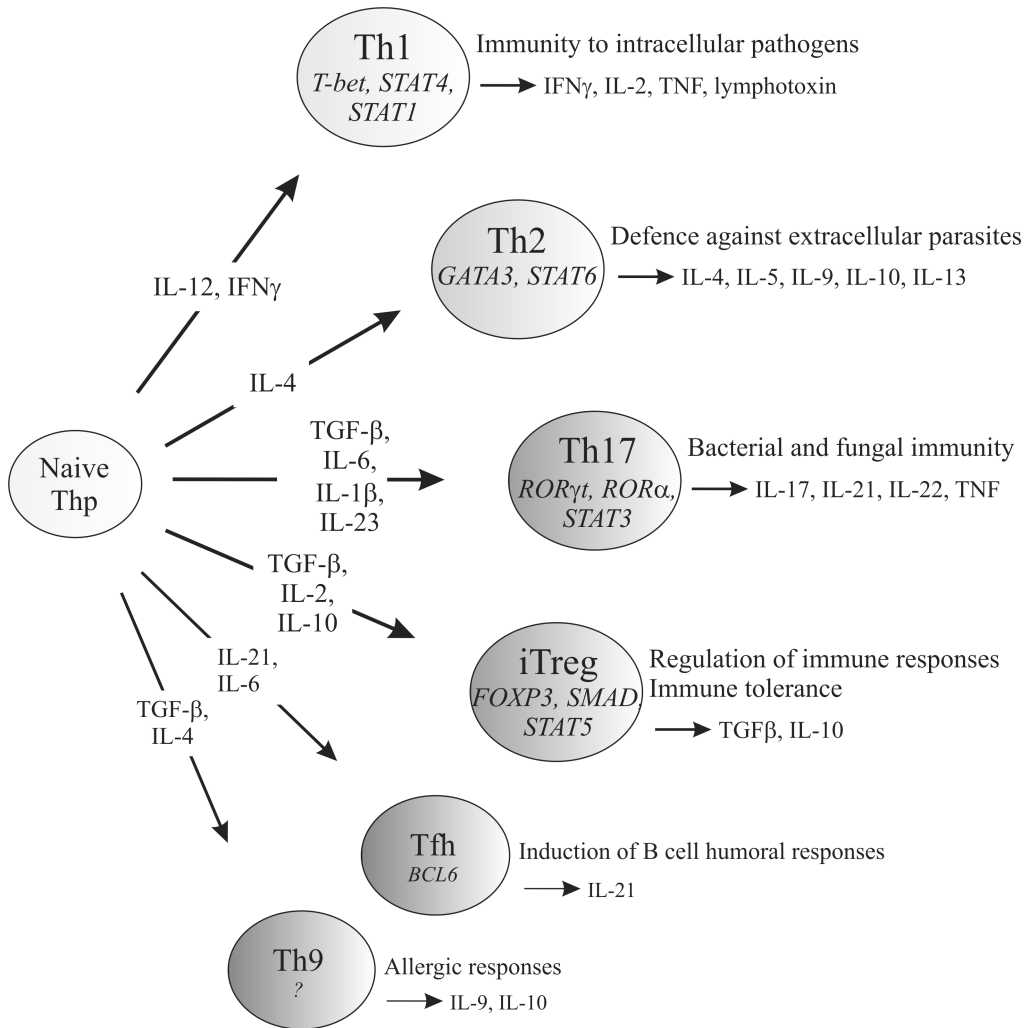 Th1
T-bet, STAT4,
STAT1
Immunity to intracellular pathogens
IFNγ, IL-2, TNF, lymphotoxin
IL-12, IFNγ
Th2
GATA3, STAT6
Defence against extracellular parasites
IL-4, IL-5, IL-9, IL-10, IL-13
IL-4
Naive
Thp
TGF-β,
IL-6,
IL-1β,
IL-23
Th17
RORγt, RORα,
STAT3
Bacterial and fungal immunity
IL-17, IL-21, IL-22, TNF
TGF-β,
IL-2,
IL-10
iTreg
FOXP3, SMAD,
STAT5
Regulation of immune responses
Immune tolerance
TGFβ, IL-10
IL-21,
IL-6
TGF-β,
IL-4
Tfh
BCL6
Induction of B cell humoral responses
IL-21
Th9
?
Allergic responses
IL-9, IL-10